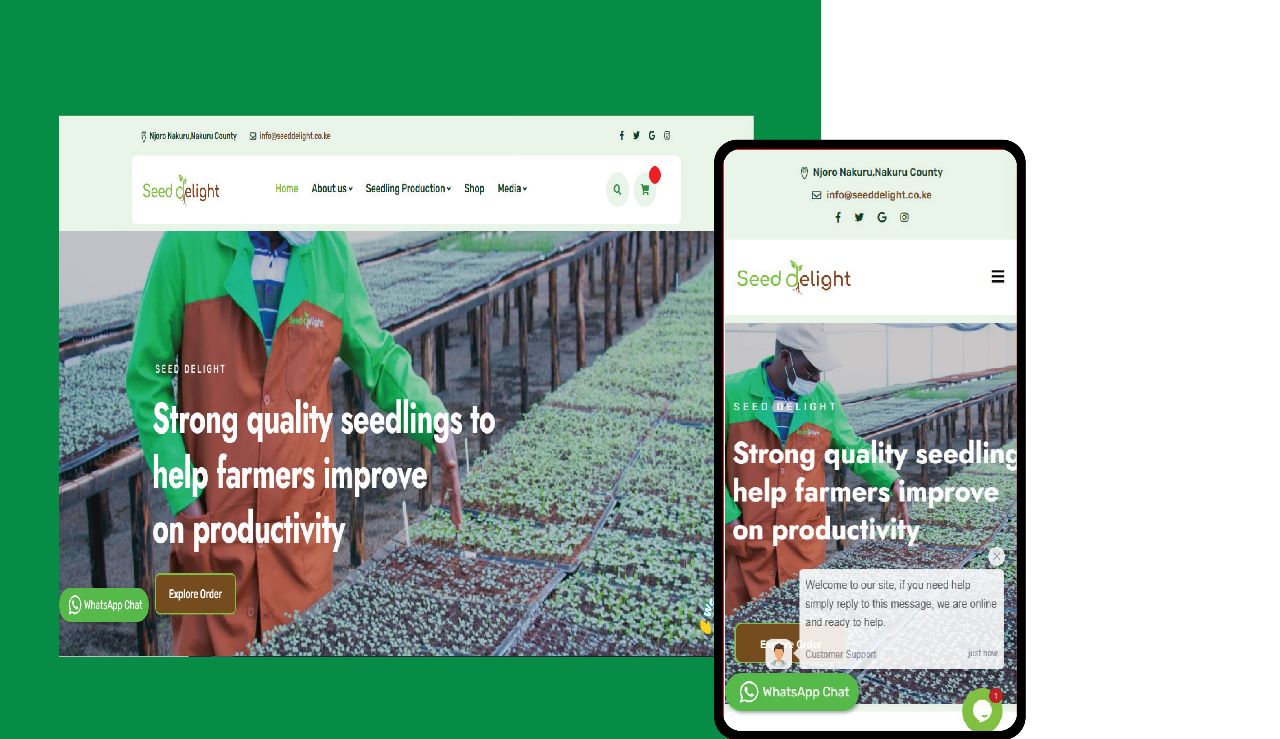 Njoro Nakuru,Nakuru County
info@seeddelight.co.ke
Seed delight
Home
About us
Seedling Production
Shop
Media
Seed delight
SEED DELIGHT
Strong quality seedlings to
help farmers improve
on productivity
Explore Order
WhatsApp Chat
Njoro Nakuru,Nakuru County
info@seeddelight.co.ke
Seed delight
SEED DELIGHT
Strong quality seedling
help farmers improve
on productivity
Welcome to our site, if you need help
simply reply to this message, we are online
and ready to help.
Customer Support
just now
WhatsApp Chat
1